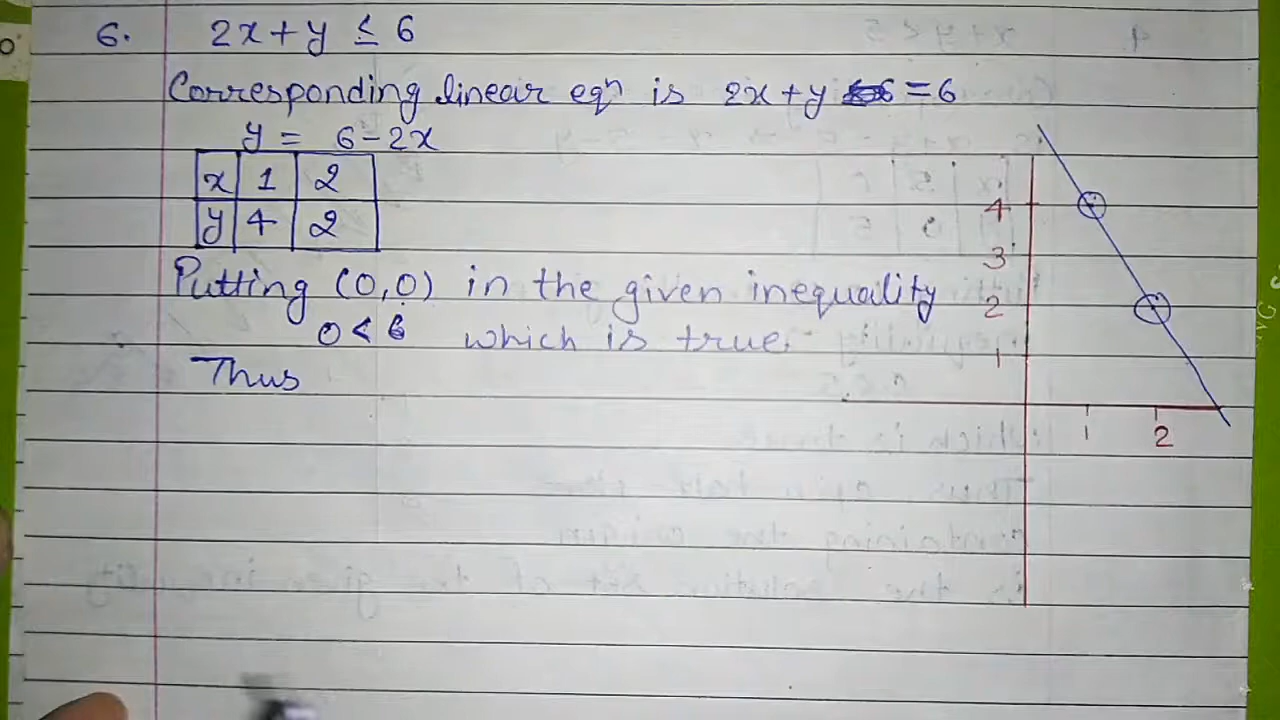 6. 2x + y ≤ 6
Corresponding linear eqn is 2x + y = 6
y = 6 - 2x
x 1 2
y 4 2
Putting (0,0) in the given inequality
0 < 6 which is true.
Thus
4
3
2
1
1 2